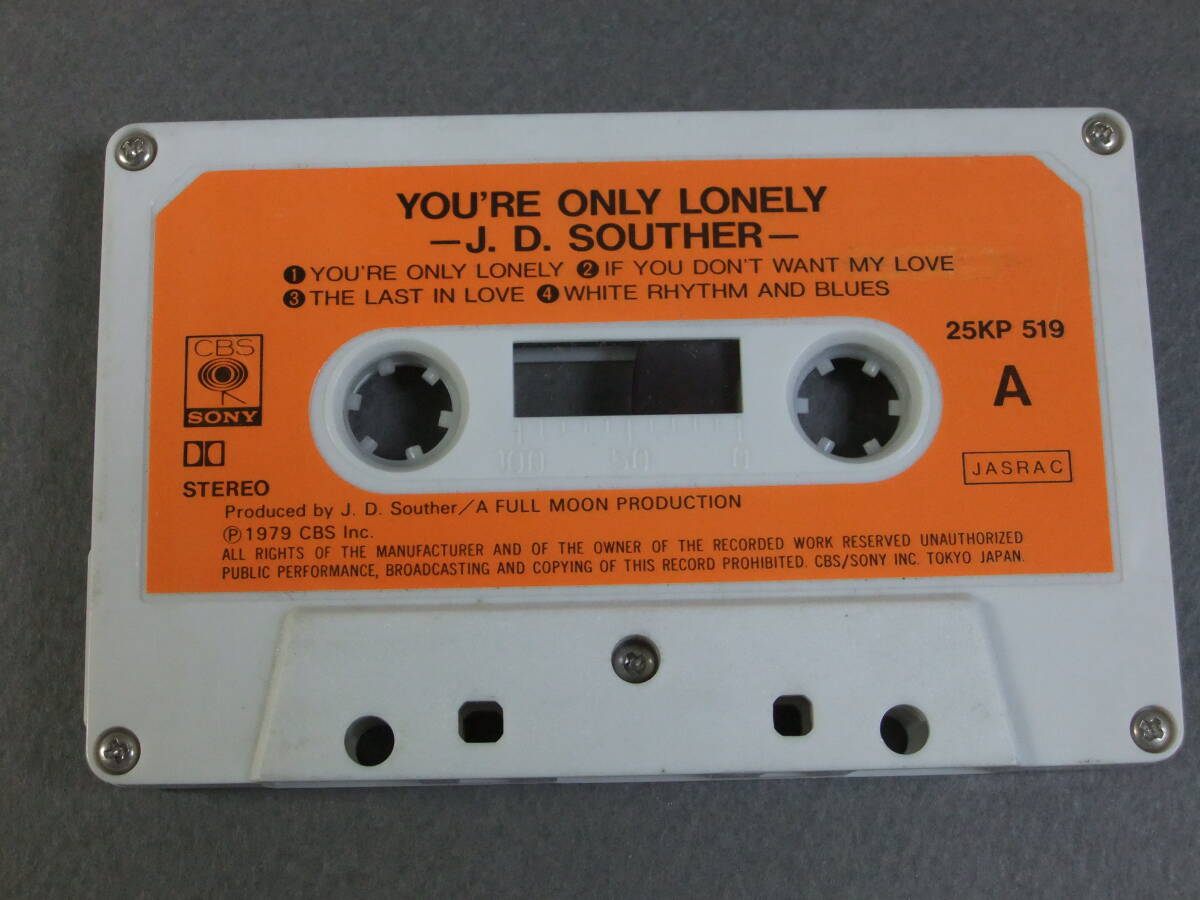 YOU'RE ONLY LONELY
—J. D. SOUTHER—
❶ YOU'RE ONLY LONELY ❷ IF YOU DON'T WANT MY LOVE
❸ THE LAST IN LOVE ❹ WHITE RHYTHM AND BLUES
CBS
SONY
STEREO
25KP 519
A
JASRAC
100 50 0
Produced by J. D. Souther/A FULL MOON PRODUCTION
Ⓟ1979 CBS Inc.
ALL RIGHTS OF THE MANUFACTURER AND OF THE OWNER OF THE RECORDED WORK RESERVED UNAUTHORIZED
PUBLIC PERFORMANCE, BROADCASTING AND COPYING OF THIS RECORD PROHIBITED. CBS/SONY INC. TOKYO JAPAN.